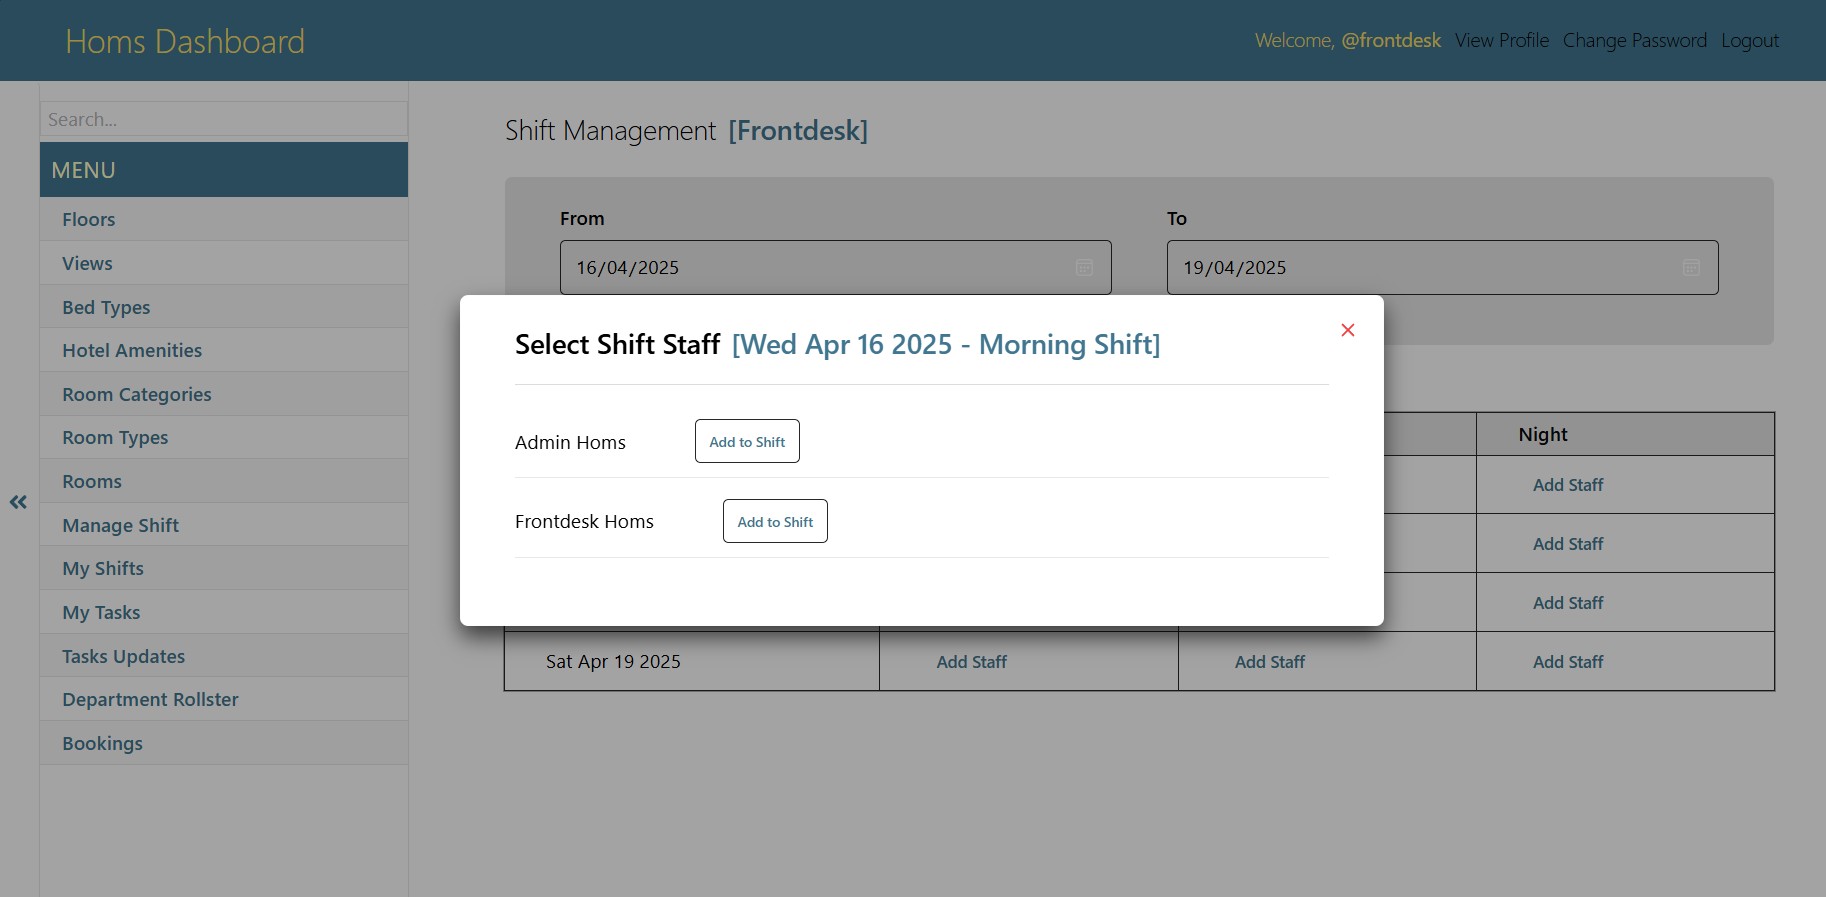 Homs Dashboard
Welcome, @frontdesk View Profile Change Password Logout
Search...
MENU
Floors
Views
Bed Types
Hotel Amenities
Room Categories
Room Types
Rooms
Manage Shift
My Shifts
My Tasks
Tasks Updates
Department Rollster
Bookings
Shift Management [Frontdesk]
From To
16/04/2025 19/04/2025
Select Shift Staff [Wed Apr 16 2025 - Morning Shift]
Admin Homs Add to Shift
Frontdesk Homs Add to Shift
Night
Add Staff
Add Staff
Add Staff
Sat Apr 19 2025 Add Staff Add Staff Add Staff